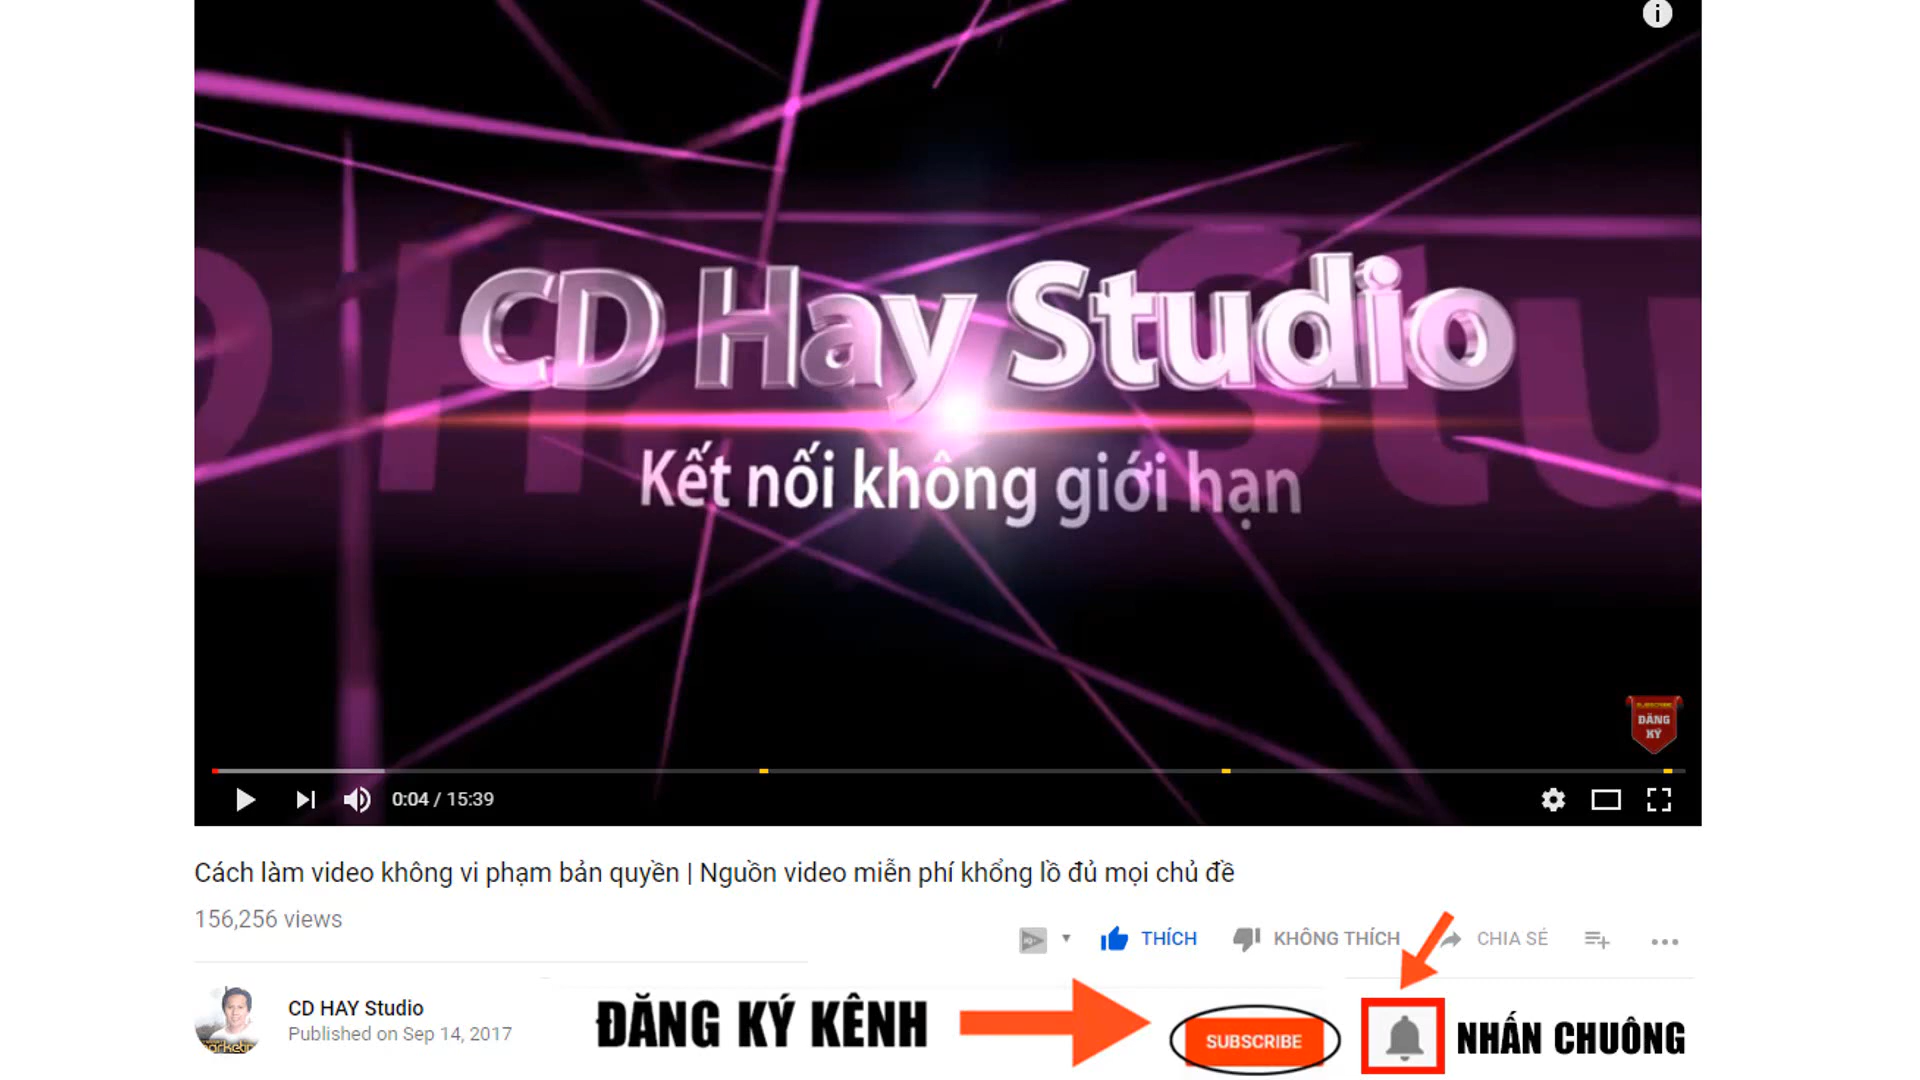 CD Hay Studio
Kết nối không giới hạn
SUBSCRIBE
ĐĂNG
KÝ
0:04 / 15:39
Cách làm video không vi phạm bản quyền | Nguồn video miễn phí khổng lồ đủ mọi chủ đề
156,256 views
THÍCH
KHÔNG THÍCH
CHIA SẺ
CD HAY Studio
Published on Sep 14, 2017
ĐĂNG KÝ KÊNH
SUBSCRIBE
NHẤN CHUÔNG